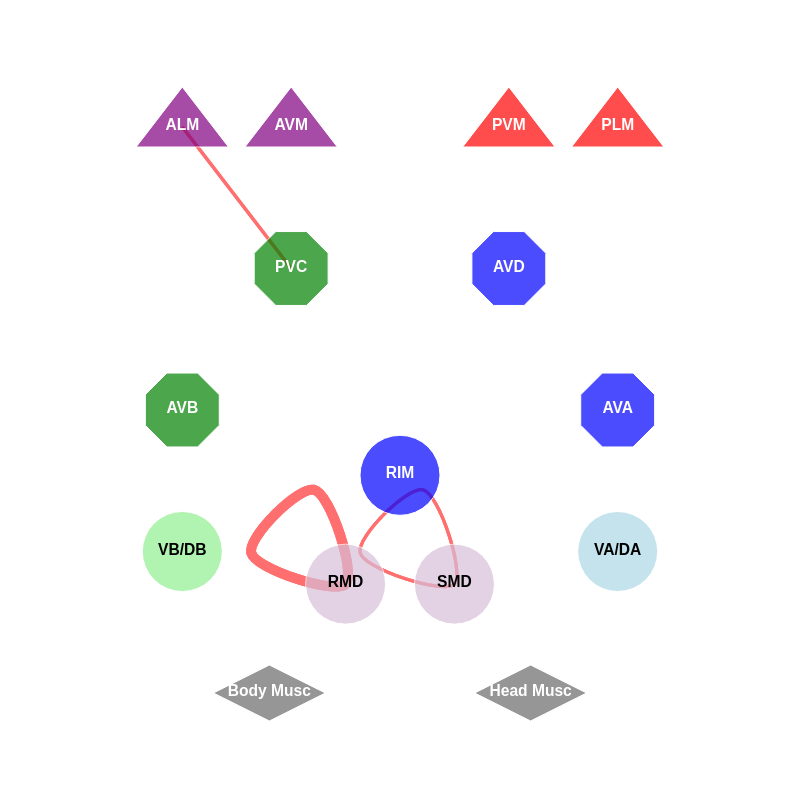 ALM AVM PVM PLM
PVC AVD
AVB AVA
RIM
VB/DB VA/DA
RMD SMD
Body Musc Head Musc